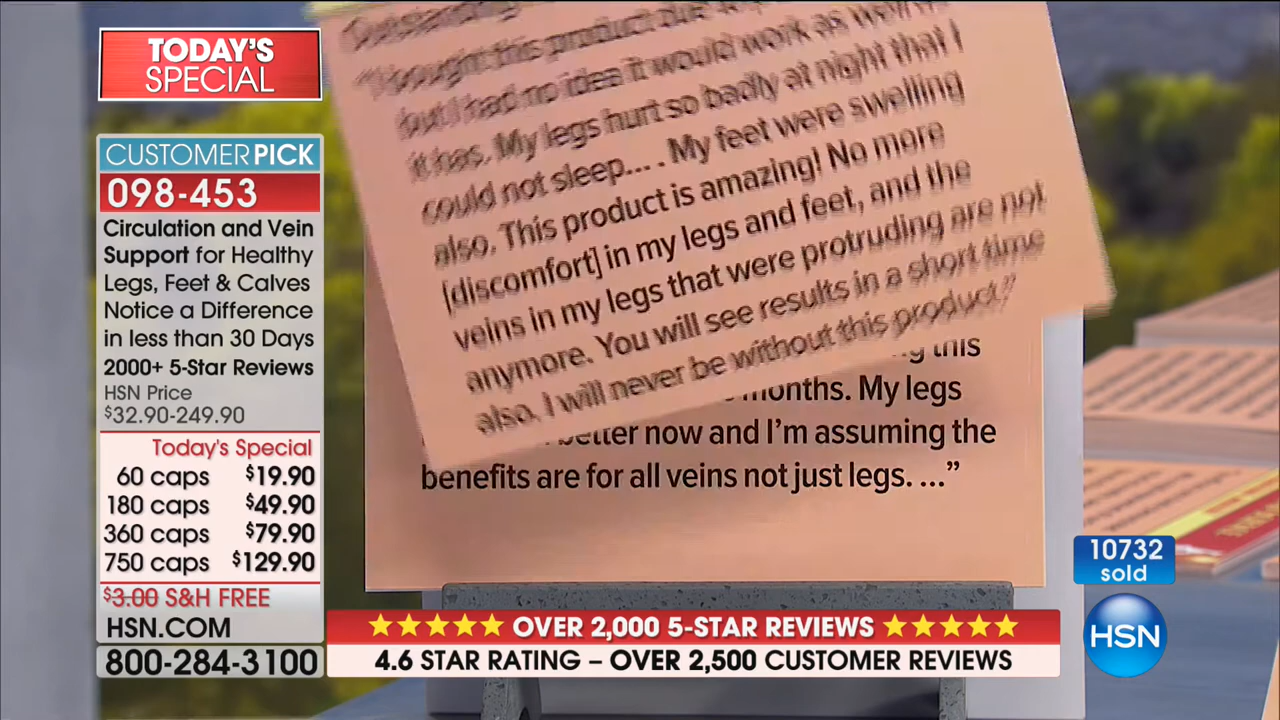 TODAY'S
SPECIAL
CUSTOMER PICK
098-453
Circulation and Vein
Support for Healthy
Legs, Feet & Calves
Notice a Difference
in less than 30 Days
2000+ 5-Star Reviews
HSN Price
$32.90-249.90
Today's Special
60 caps $19.90
180 caps $49.90
360 caps $79.90
750 caps $129.90
$3.00 S&H FREE
HSN.COM
800-284-3100
Outstanding
"I bought this product due to
but I had no idea it would work as well as
it has. My legs hurt so badly at night that I
could not sleep.... My feet were swelling
also. This product is amazing! No more
[discomfort] in my legs and feet, and the
veins in my legs that were protruding are not
anymore. You will see results in a short time
also. I will never be without this product."
this
months. My legs
better now and I'm assuming the
benefits are for all veins not just legs. ..."
10732
sold
HSN
OVER 2,000 5-STAR REVIEWS
4.6 STAR RATING – OVER 2,500 CUSTOMER REVIEWS